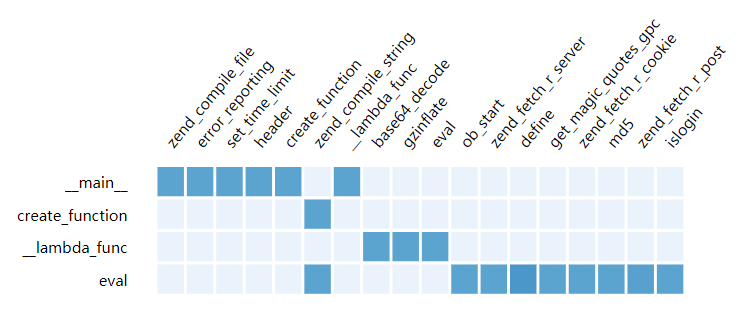 zend_compile_file
error_reporting
set_time_limit
header
create_function
zend_compile_string
__lambda_func
base64_decode
gzinflate
eval
ob_start
zend_fetch_r_server
define
get_magic_quotes_gpc
zend_fetch_r_cookie
md5
zend_fetch_r_post
islogin
__main__
create_function
__lambda_func
eval